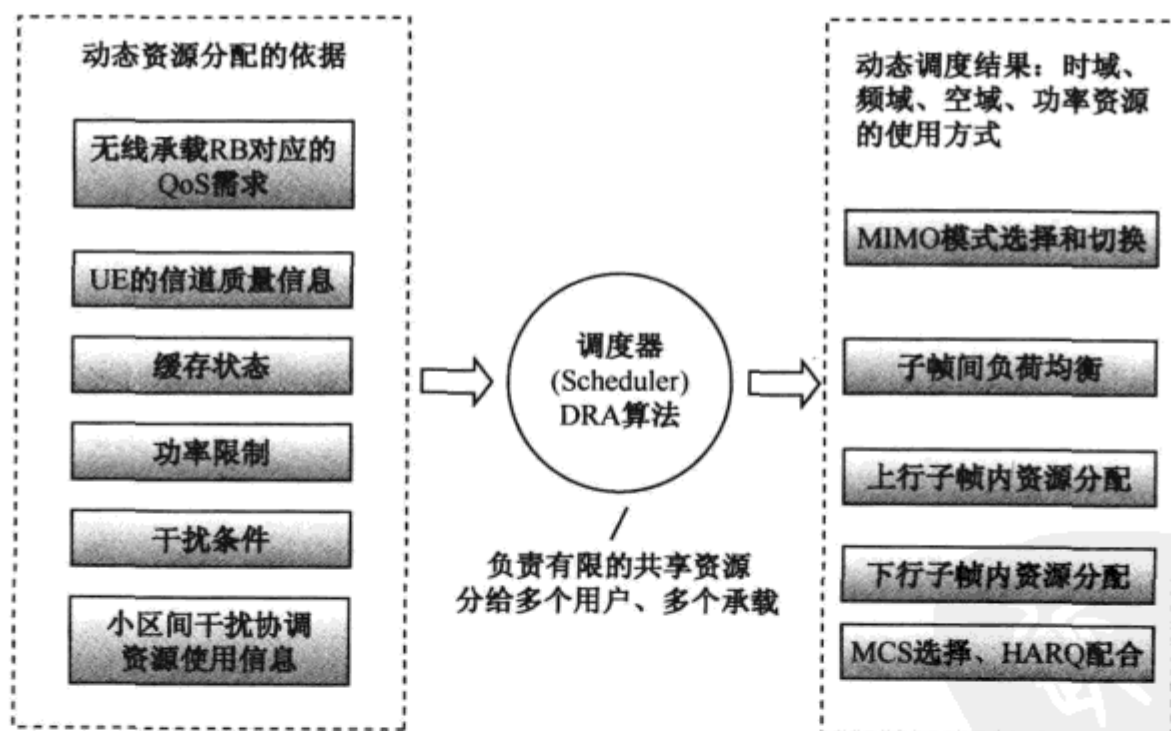 动态资源分配的依据
无线承载RB对应的
QoS需求
UE的信道质量信息
缓存状态
功率限制
干扰条件
小区间干扰协调
资源使用信息
调度器
(Scheduler)
DRA算法
负责有限的共享资源
分给多个用户、多个承载
动态调度结果：时域、
频域、空域、功率资源
的使用方式
MIMO模式选择和切换
子帧间负荷均衡
上行子帧内资源分配
下行子帧内资源分配
MCS选择、HARQ配合